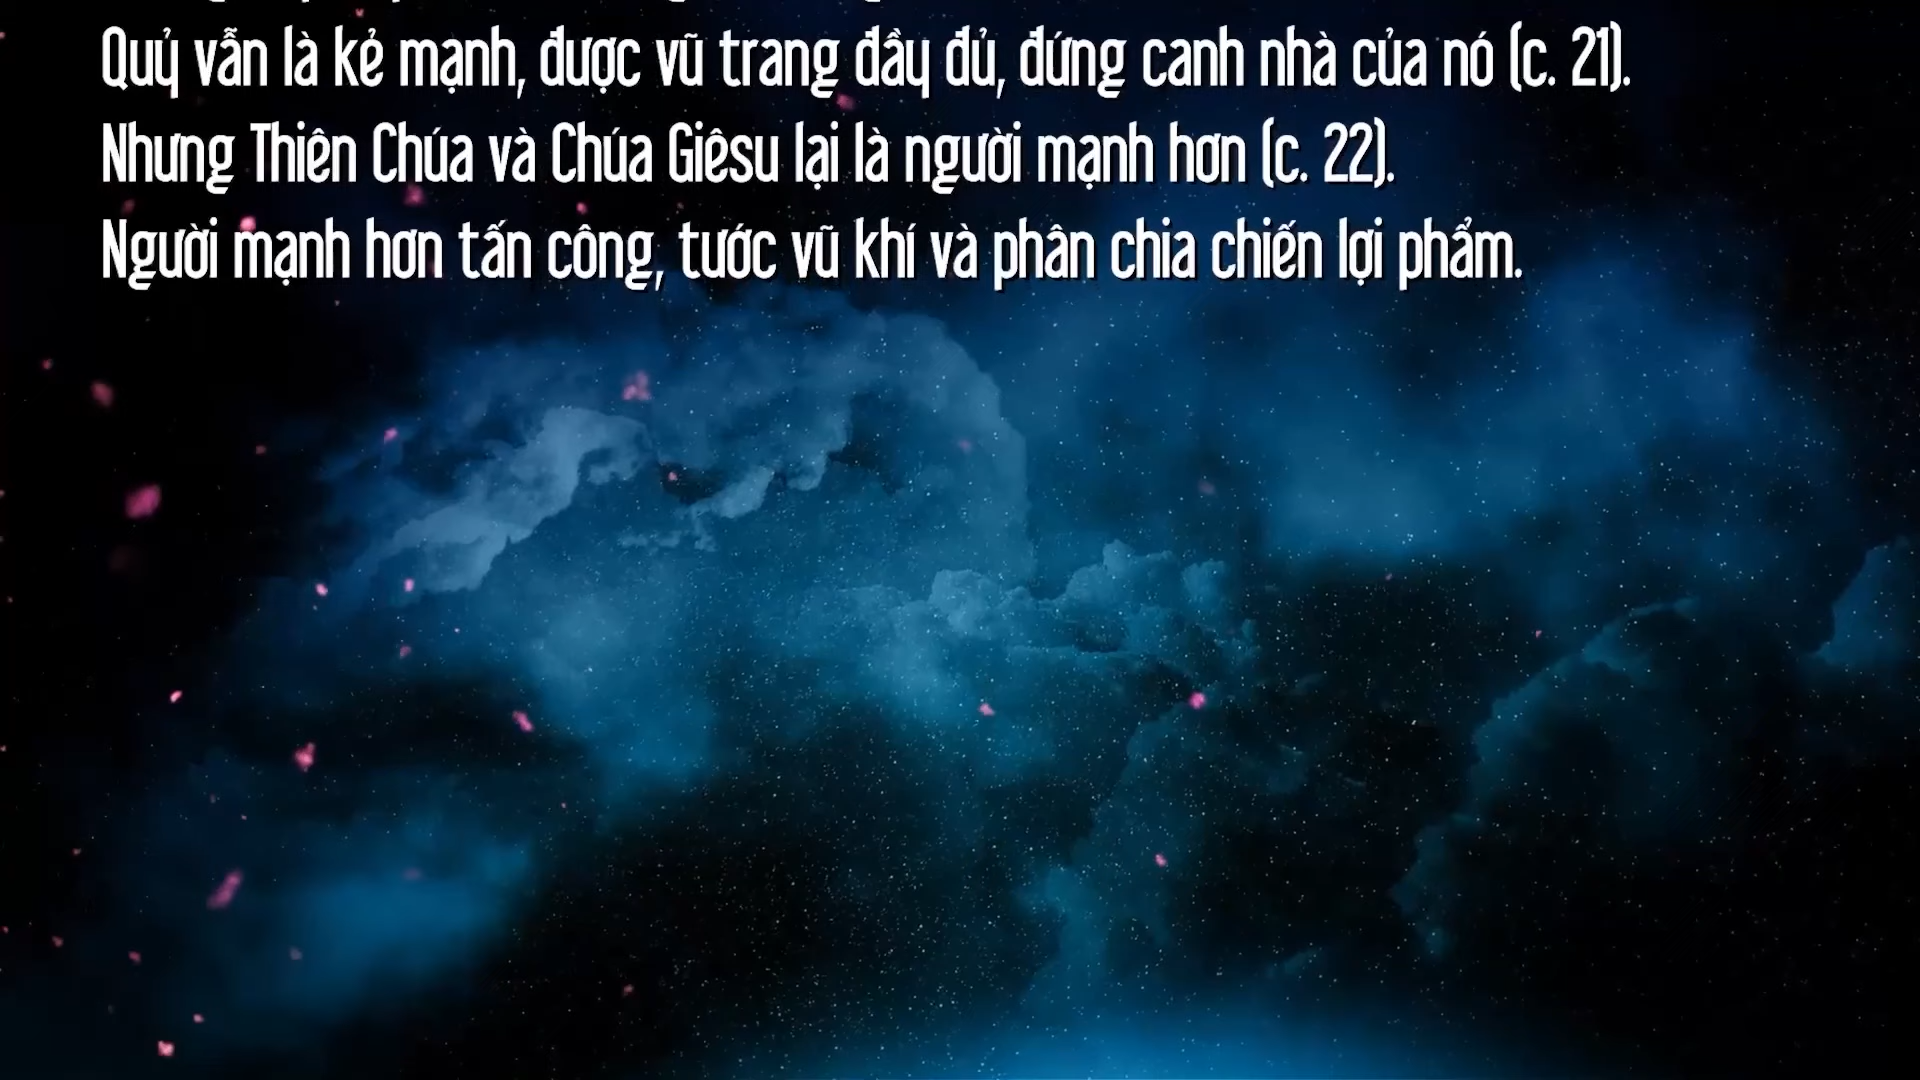 Quỷ vẫn là kẻ mạnh, được vũ trang đầy đủ, đứng canh nhà của nó (c. 21).
Nhưng Thiên Chúa và Chúa Giêsu lại là người mạnh hơn (c. 22).
Người mạnh hơn tấn công, tước vũ khí và phân chia chiến lợi phẩm.